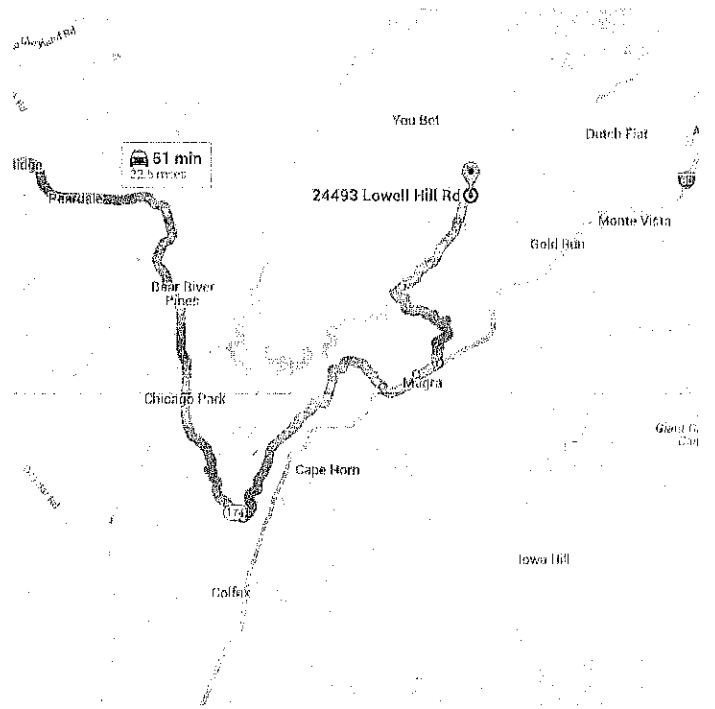 You Bet
Dutch Flat
51 min
22.5 miles
Peardale
24493 Lowell Hill Rd
Monte Vista
Gold Run
Bear River
Pines
Magra
Chicago Park
Cape Horn
174
Iowa Hill
Colfax